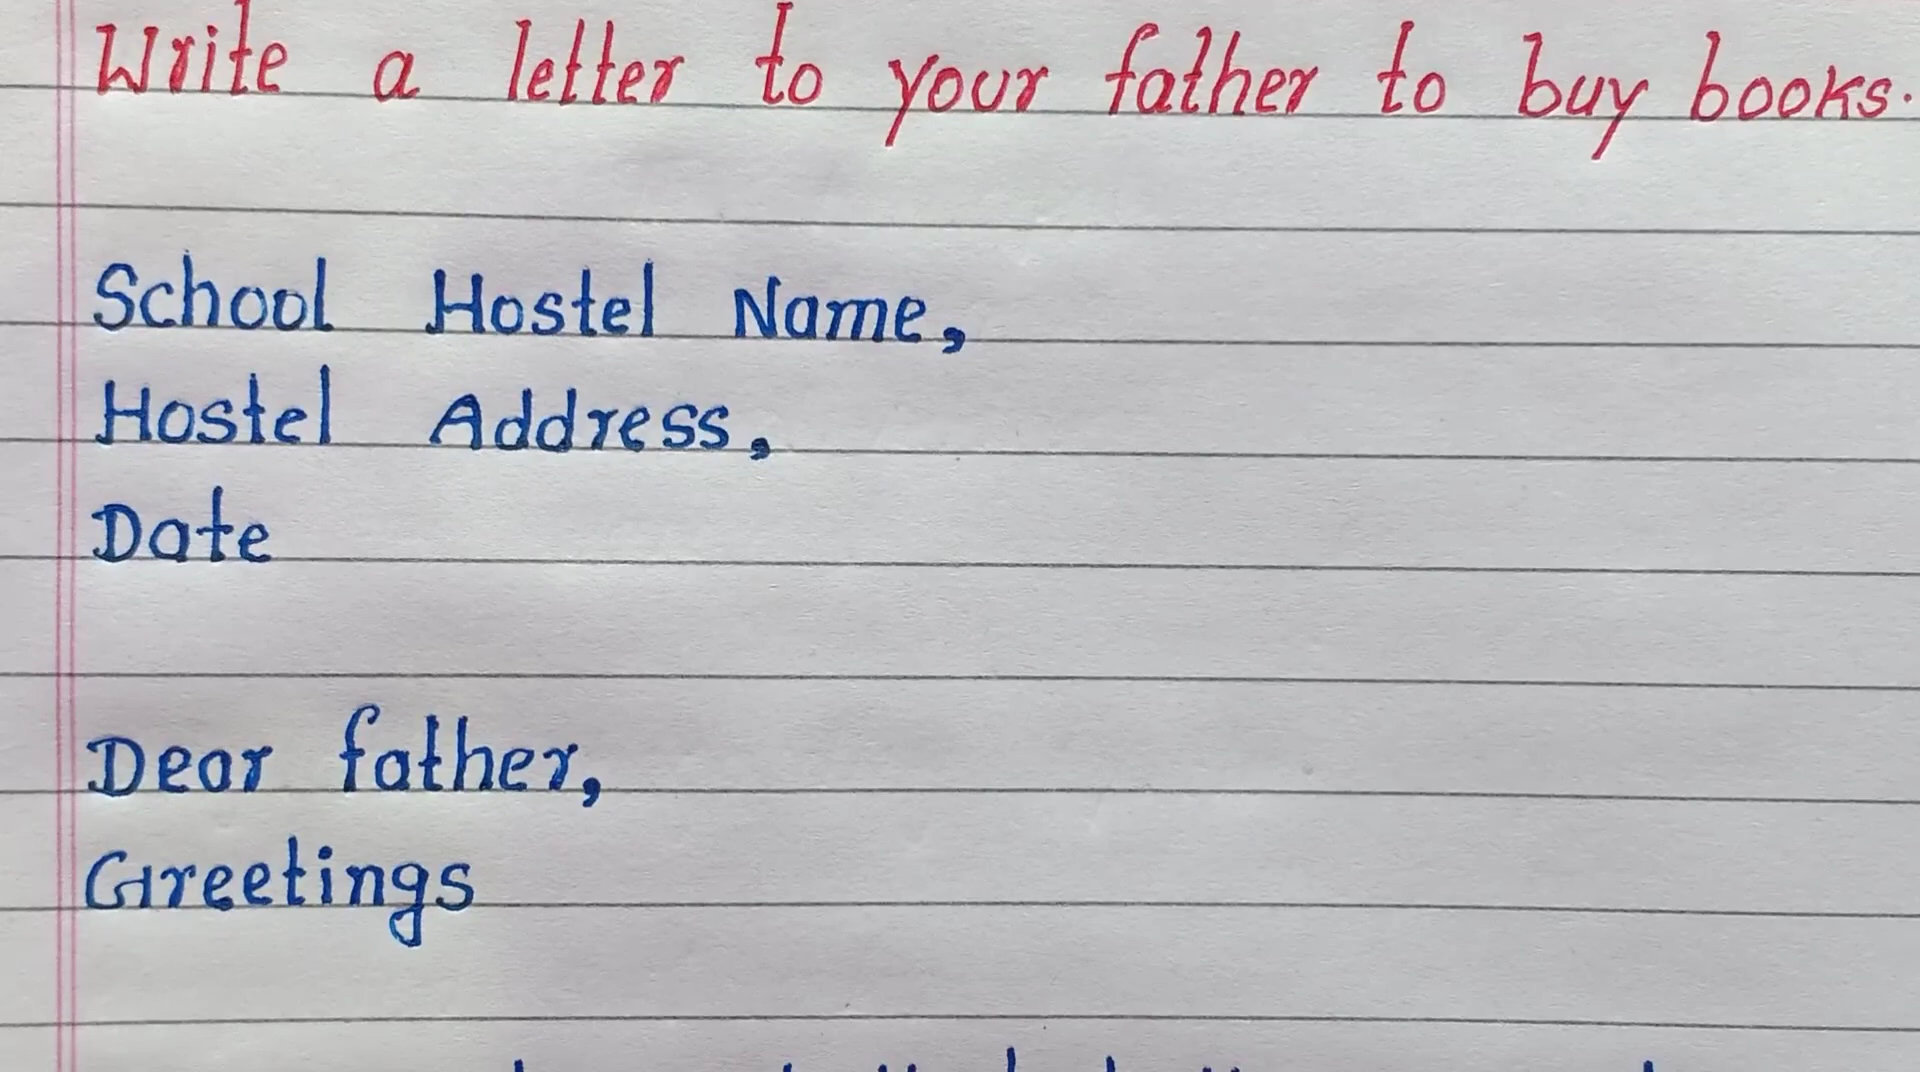 Write a letter to your father to buy books.
School Hostel Name,
Hostel Address,
Date
Dear father,
Greetings